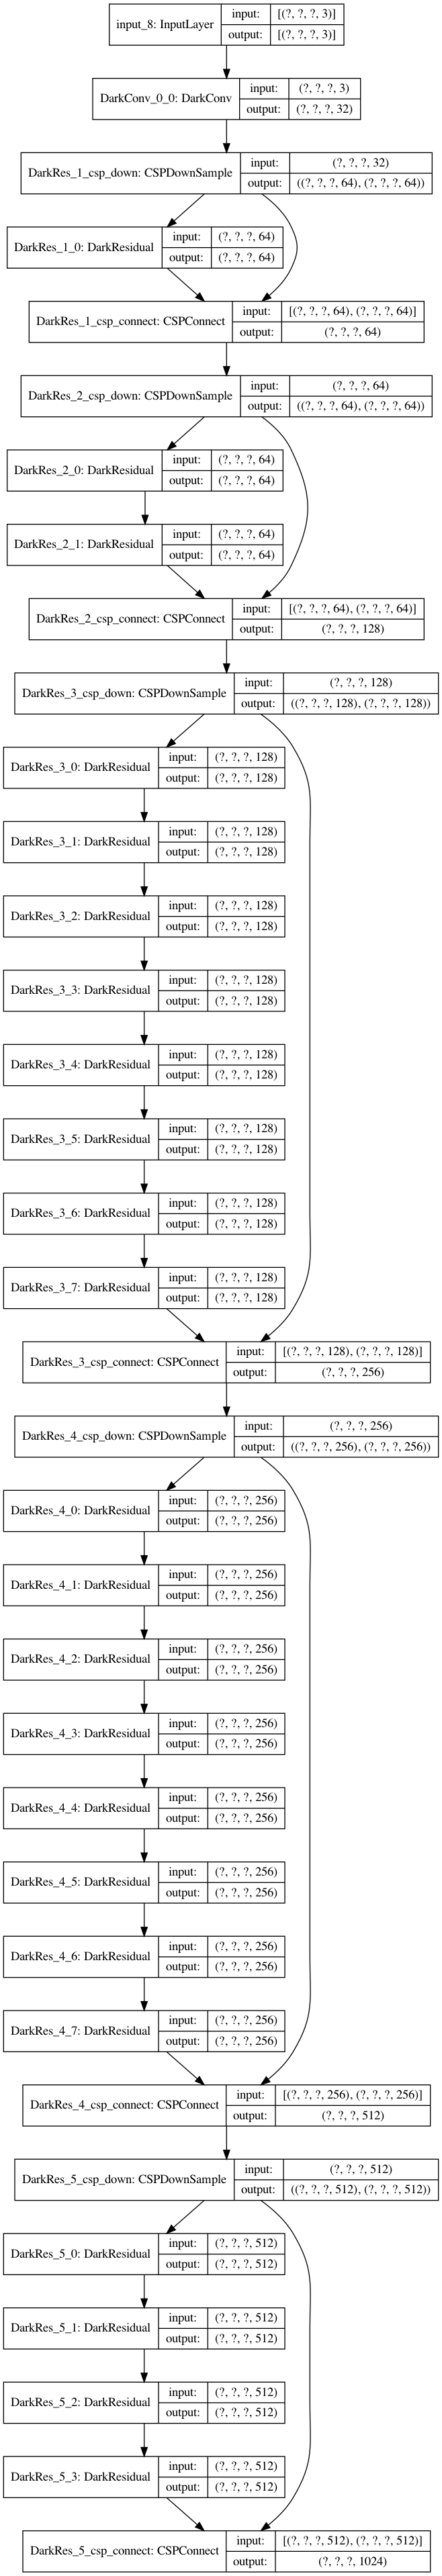 input_8: InputLayer
input:
[(?, ?, ?, 3)]
output:
[(?, ?, ?, 3)]
DarkConv_0_0: DarkConv
input:
(?, ?, ?, 3)
output:
(?, ?, ?, 32)
DarkRes_1_csp_down: CSPDownSample
input:
(?, ?, ?, 32)
output:
((?, ?, ?, 64), (?, ?, ?, 64))
DarkRes_1_0: DarkResidual
input:
(?, ?, ?, 64)
output:
(?, ?, ?, 64)
DarkRes_1_csp_connect: CSPConnect
input:
[(?, ?, ?, 64), (?, ?, ?, 64)]
output:
(?, ?, ?, 64)
DarkRes_2_csp_down: CSPDownSample
input:
(?, ?, ?, 64)
output:
((?, ?, ?, 64), (?, ?, ?, 64))
DarkRes_2_0: DarkResidual
input:
(?, ?, ?, 64)
output:
(?, ?, ?, 64)
DarkRes_2_1: DarkResidual
input:
(?, ?, ?, 64)
output:
(?, ?, ?, 64)
DarkRes_2_csp_connect: CSPConnect
input:
[(?, ?, ?, 64), (?, ?, ?, 64)]
output:
(?, ?, ?, 128)
DarkRes_3_csp_down: CSPDownSample
input:
(?, ?, ?, 128)
output:
((?, ?, ?, 128), (?, ?, ?, 128))
DarkRes_3_0: DarkResidual
input:
(?, ?, ?, 128)
output:
(?, ?, ?, 128)
DarkRes_3_1: DarkResidual
input:
(?, ?, ?, 128)
output:
(?, ?, ?, 128)
DarkRes_3_2: DarkResidual
input:
(?, ?, ?, 128)
output:
(?, ?, ?, 128)
DarkRes_3_3: DarkResidual
input:
(?, ?, ?, 128)
output:
(?, ?, ?, 128)
DarkRes_3_4: DarkResidual
input:
(?, ?, ?, 128)
output:
(?, ?, ?, 128)
DarkRes_3_5: DarkResidual
input:
(?, ?, ?, 128)
output:
(?, ?, ?, 128)
DarkRes_3_6: DarkResidual
input:
(?, ?, ?, 128)
output:
(?, ?, ?, 128)
DarkRes_3_7: DarkResidual
input:
(?, ?, ?, 128)
output:
(?, ?, ?, 128)
DarkRes_3_csp_connect: CSPConnect
input:
[(?, ?, ?, 128), (?, ?, ?, 128)]
output:
(?, ?, ?, 256)
DarkRes_4_csp_down: CSPDownSample
input:
(?, ?, ?, 256)
output:
((?, ?, ?, 256), (?, ?, ?, 256))
DarkRes_4_0: DarkResidual
input:
(?, ?, ?, 256)
output:
(?, ?, ?, 256)
DarkRes_4_1: DarkResidual
input:
(?, ?, ?, 256)
output:
(?, ?, ?, 256)
DarkRes_4_2: DarkResidual
input:
(?, ?, ?, 256)
output:
(?, ?, ?, 256)
DarkRes_4_3: DarkResidual
input:
(?, ?, ?, 256)
output:
(?, ?, ?, 256)
DarkRes_4_4: DarkResidual
input:
(?, ?, ?, 256)
output:
(?, ?, ?, 256)
DarkRes_4_5: DarkResidual
input:
(?, ?, ?, 256)
output:
(?, ?, ?, 256)
DarkRes_4_6: DarkResidual
input:
(?, ?, ?, 256)
output:
(?, ?, ?, 256)
DarkRes_4_7: DarkResidual
input:
(?, ?, ?, 256)
output:
(?, ?, ?, 256)
DarkRes_4_csp_connect: CSPConnect
input:
[(?, ?, ?, 256), (?, ?, ?, 256)]
output:
(?, ?, ?, 512)
DarkRes_5_csp_down: CSPDownSample
input:
(?, ?, ?, 512)
output:
((?, ?, ?, 512), (?, ?, ?, 512))
DarkRes_5_0: DarkResidual
input:
(?, ?, ?, 512)
output:
(?, ?, ?, 512)
DarkRes_5_1: DarkResidual
input:
(?, ?, ?, 512)
output:
(?, ?, ?, 512)
DarkRes_5_2: DarkResidual
input:
(?, ?, ?, 512)
output:
(?, ?, ?, 512)
DarkRes_5_3: DarkResidual
input:
(?, ?, ?, 512)
output:
(?, ?, ?, 512)
DarkRes_5_csp_connect: CSPConnect
input:
[(?, ?, ?, 512), (?, ?, ?, 512)]
output:
(?, ?, ?, 1024)